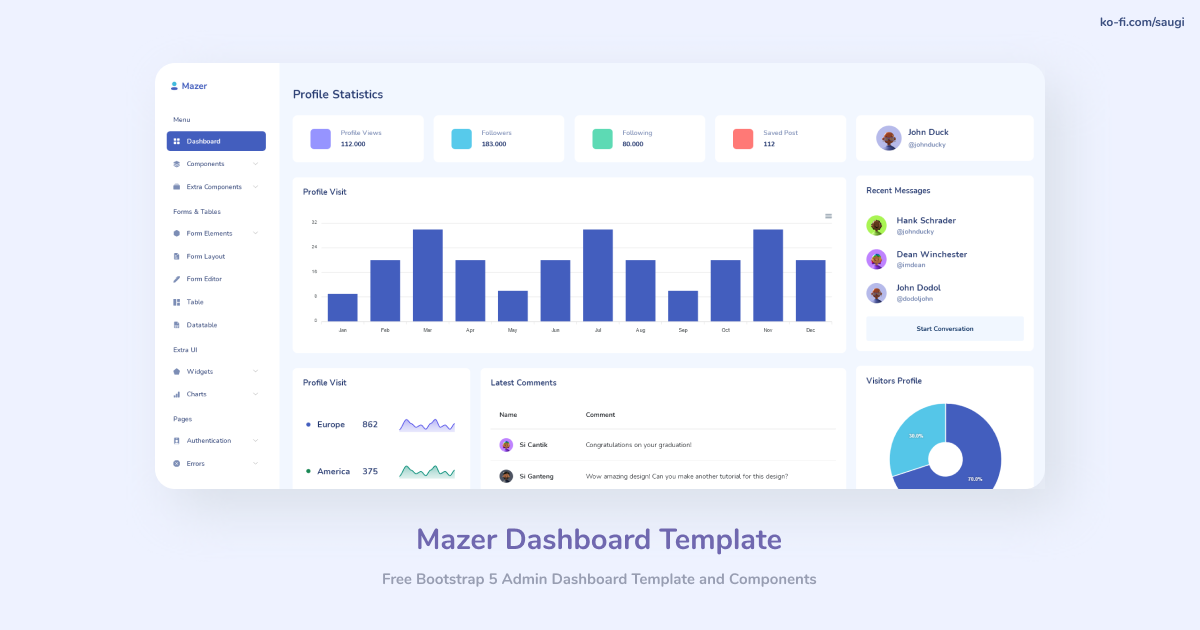 ko-fi.com/saugi
Mazer
Menu
Dashboard
Components
Extra Components
Forms & Tables
Form Elements
Form Layout
Form Editor
Table
Datatable
Extra UI
Widgets
Charts
Pages
Authentication
Errors
Profile Statistics
Profile Views
112.000
Followers
183.000
Following
80.000
Saved Post
112
John Duck
@johnducky
Profile Visit
32
24
16
8
0
Jan Feb Mar Apr May Jun Jul Aug Sep Oct Nov Dec
Recent Messages
Hank Schrader
@johnducky
Dean Winchester
@imdean
John Dodol
@dodoljohn
Start Conversation
Profile Visit
Europe 862
America 375
Latest Comments
Name Comment
Si Cantik Congratulations on your graduation!
Si Ganteng Wow amazing design! Can you make another tutorial for this design?
Visitors Profile
30.0%
70.0%
Mazer Dashboard Template
Free Bootstrap 5 Admin Dashboard Template and Components